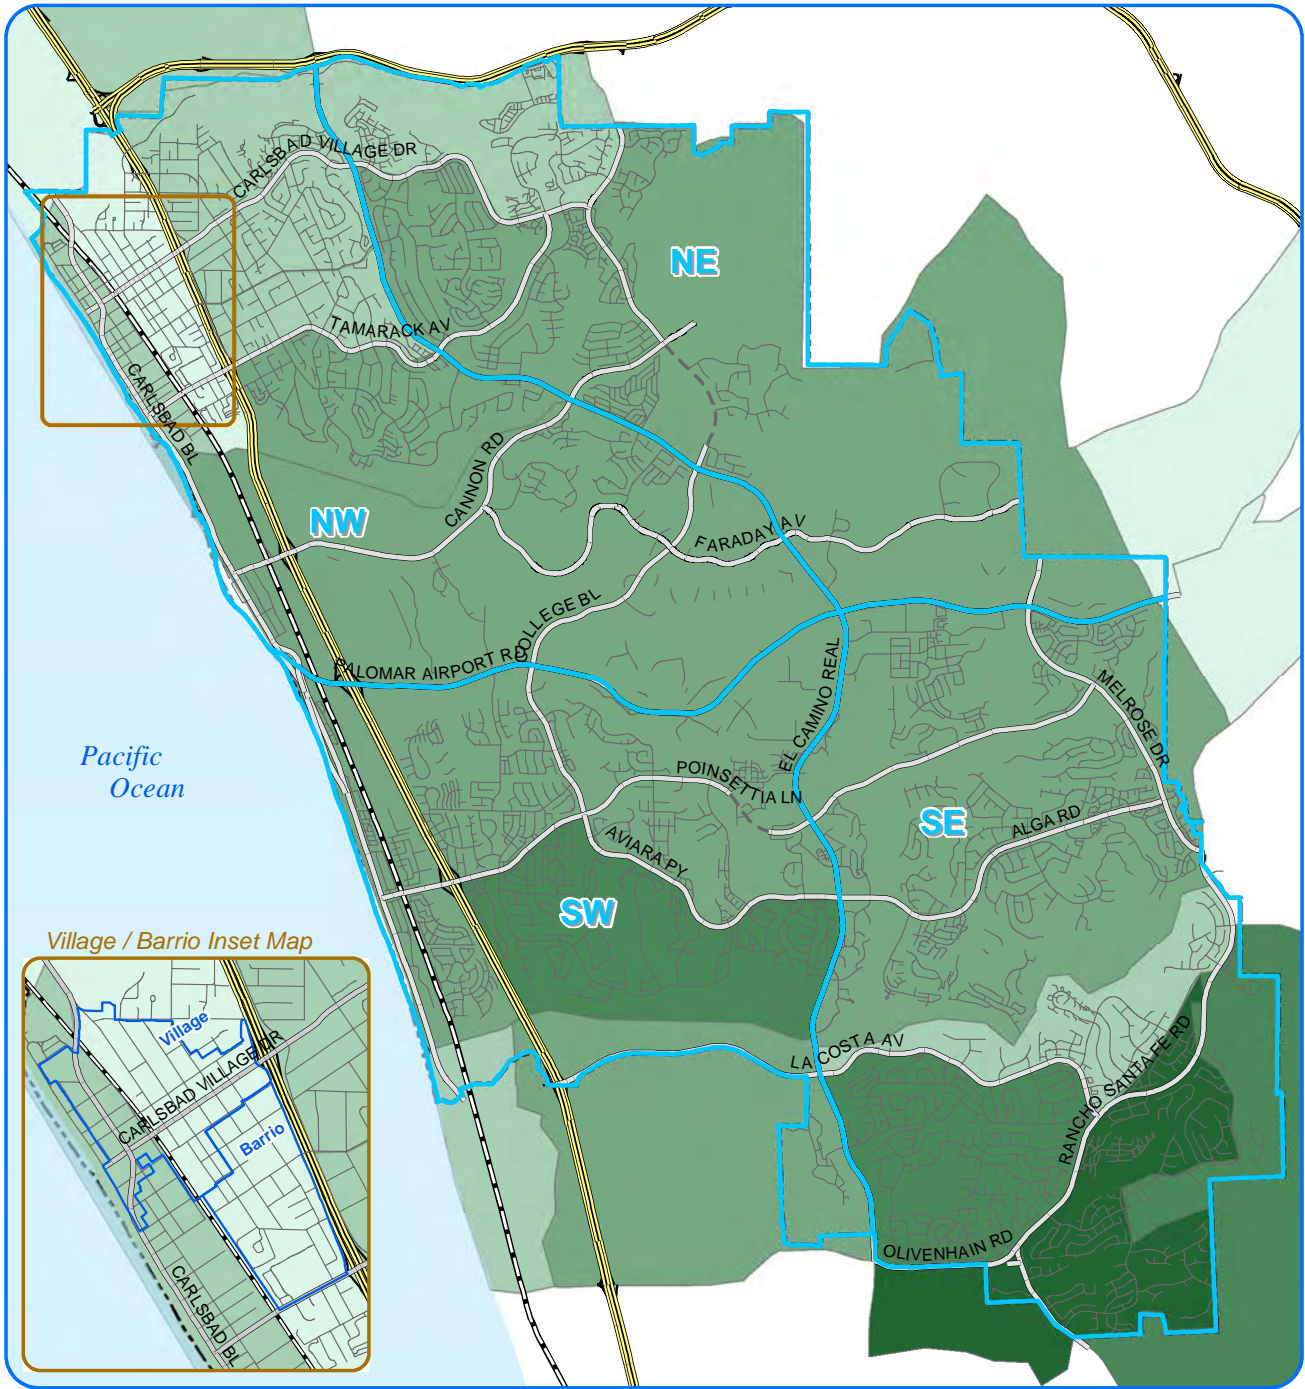 CARLSBAD VILLAGE DR
NE
TAMARACK AV
CARLSBAD BL
CANNON RD
NW
FARADAY AV
COLLEGE BL
PALOMAR AIRPORT RD
EL CAMINO REAL
MELROSE DR
Pacific
Ocean
POINSETTIA LN
SE
ALGA RD
AVIARA PY
SW
Village / Barrio Inset Map
Village
CARLSBAD VILLAGE DR
Barrio
CARLSBAD BL
LA COSTA AV
RANCHO SANTA FE RD
OLIVENHAIN RD